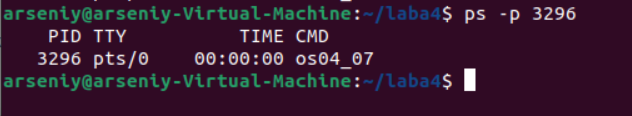 arseniy@arseniy-Virtual-Machine:~/laba4$ ps -p 3296
PID TTY TIME CMD
3296 pts/0 00:00:00 os04_07
arseniy@arseniy-Virtual-Machine:~/laba4$